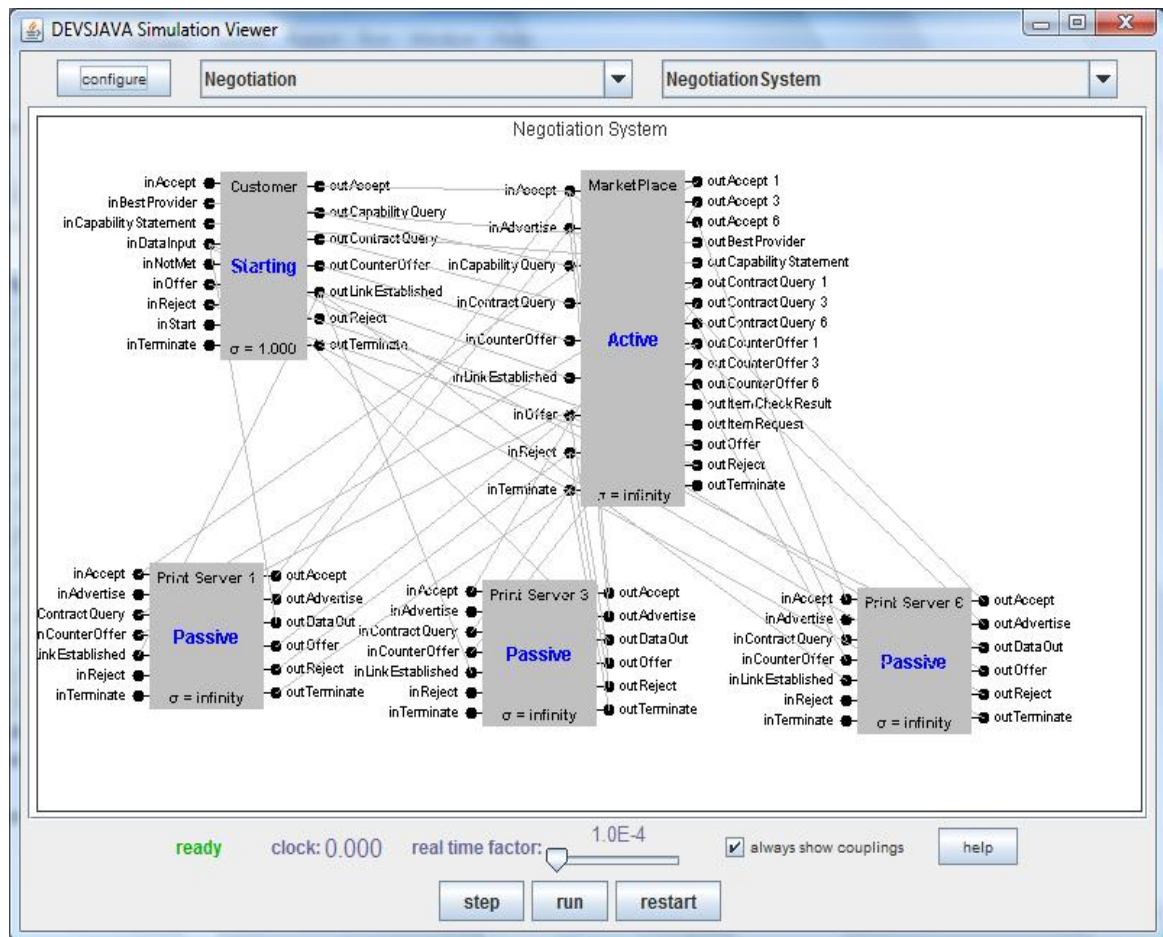 DEVSJAVA Simulation Viewer
configure
Negotiation
NegotiationSystem
Negotiation System
inAccept
inBestProvider
inCapability Statement
inDataInput
inNotMet
inOffer
inReject
inStart
inTerminate
Customer
Starting
σ = 1.000
outAccept
outCapability Query
outContract Query
outCounterOffer
outLinkEstablished
outReject
outTerminate
inAccept
inAdvertise
inCapability Query
inContract Query
inCounterOffer
inLinkEstablished
inOffer
inReject
inTerminate
MarketPlace
Active
σ = infinity
outAccept 1
outAccept 3
outAccept 6
outBestProvider
outCapability Statement
outContract Query 1
outContract Query 3
outContract Query 6
outCounterOffer 1
outCounterOffer 3
outCounterOffer 6
outItemCheckResult
outItemRequest
outOffer
outReject
outTerminate
inAccept
inAdvertise
ContractQuery
nCounterOffer
inkEstablished
inReject
inTerminate
Print Server 1
Passive
σ = infinity
outAccept
outAdvertise
outDataOut
outOffer
outReject
outTerminate
inAccept
inAdvertise
inContract Query
inCounterOffer
inLinkEstablished
inReject
inTerminate
Print Server 3
Passive
σ = infinity
outAccept
outAdvertise
outDataOut
outOffer
outReject
outTerminate
inAccept
inAdvertise
inContract Query
inCounterOffer
inLinkEstablished
inReject
inTerminate
Print Server 6
Passive
σ = infinity
outAccept
outAdvertise
outDataOut
outOffer
outReject
outTerminate
ready
clock: 0.000
real time factor:
1.0E-4
always show couplings
help
step
run
restart